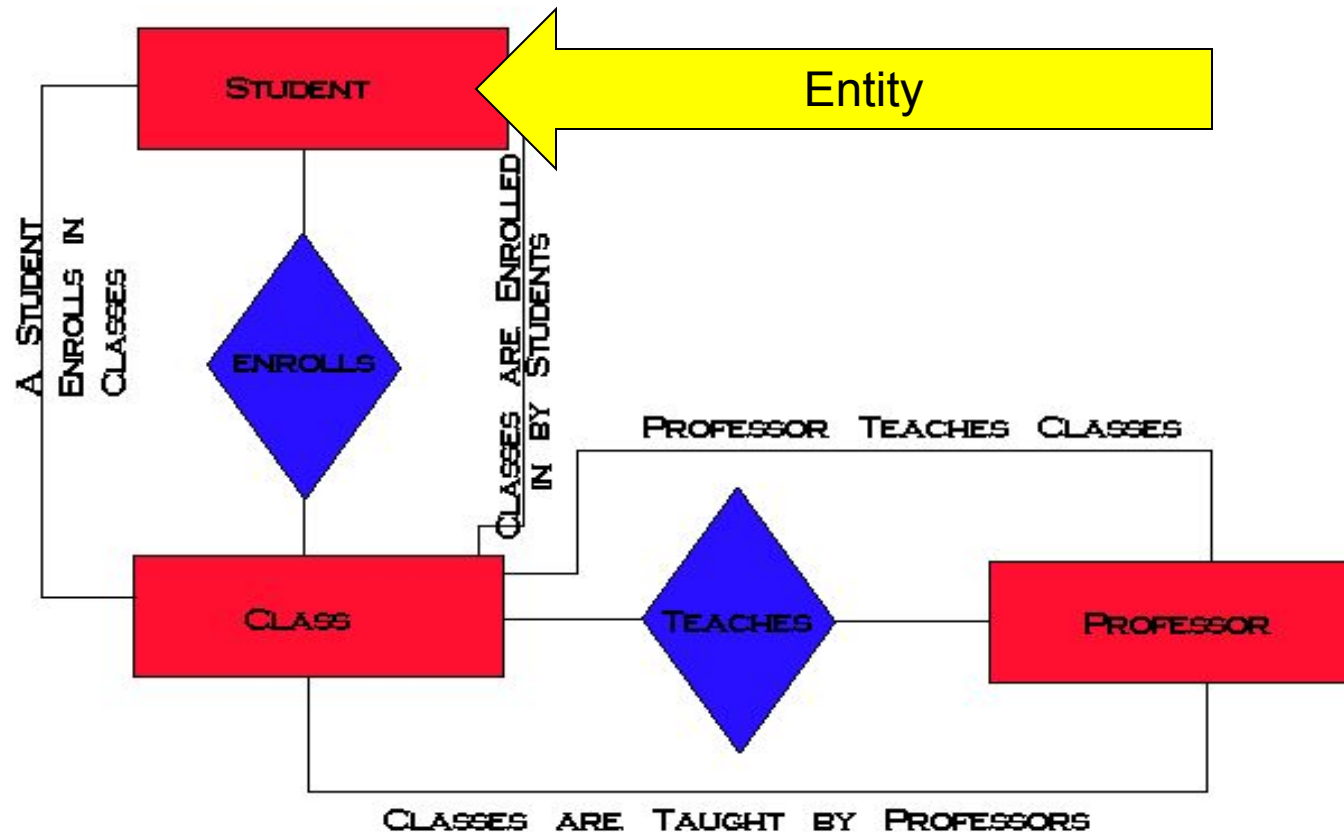 STUDENT
Entity
A STUDENT
ENROLLS IN
CLASSES
ENROLLS
CLASSES ARE ENROLLED
IN BY STUDENTS
PROFESSOR TEACHES CLASSES
CLASS
TEACHES
PROFESSOR
CLASSES ARE TAUGHT BY PROFESSORS